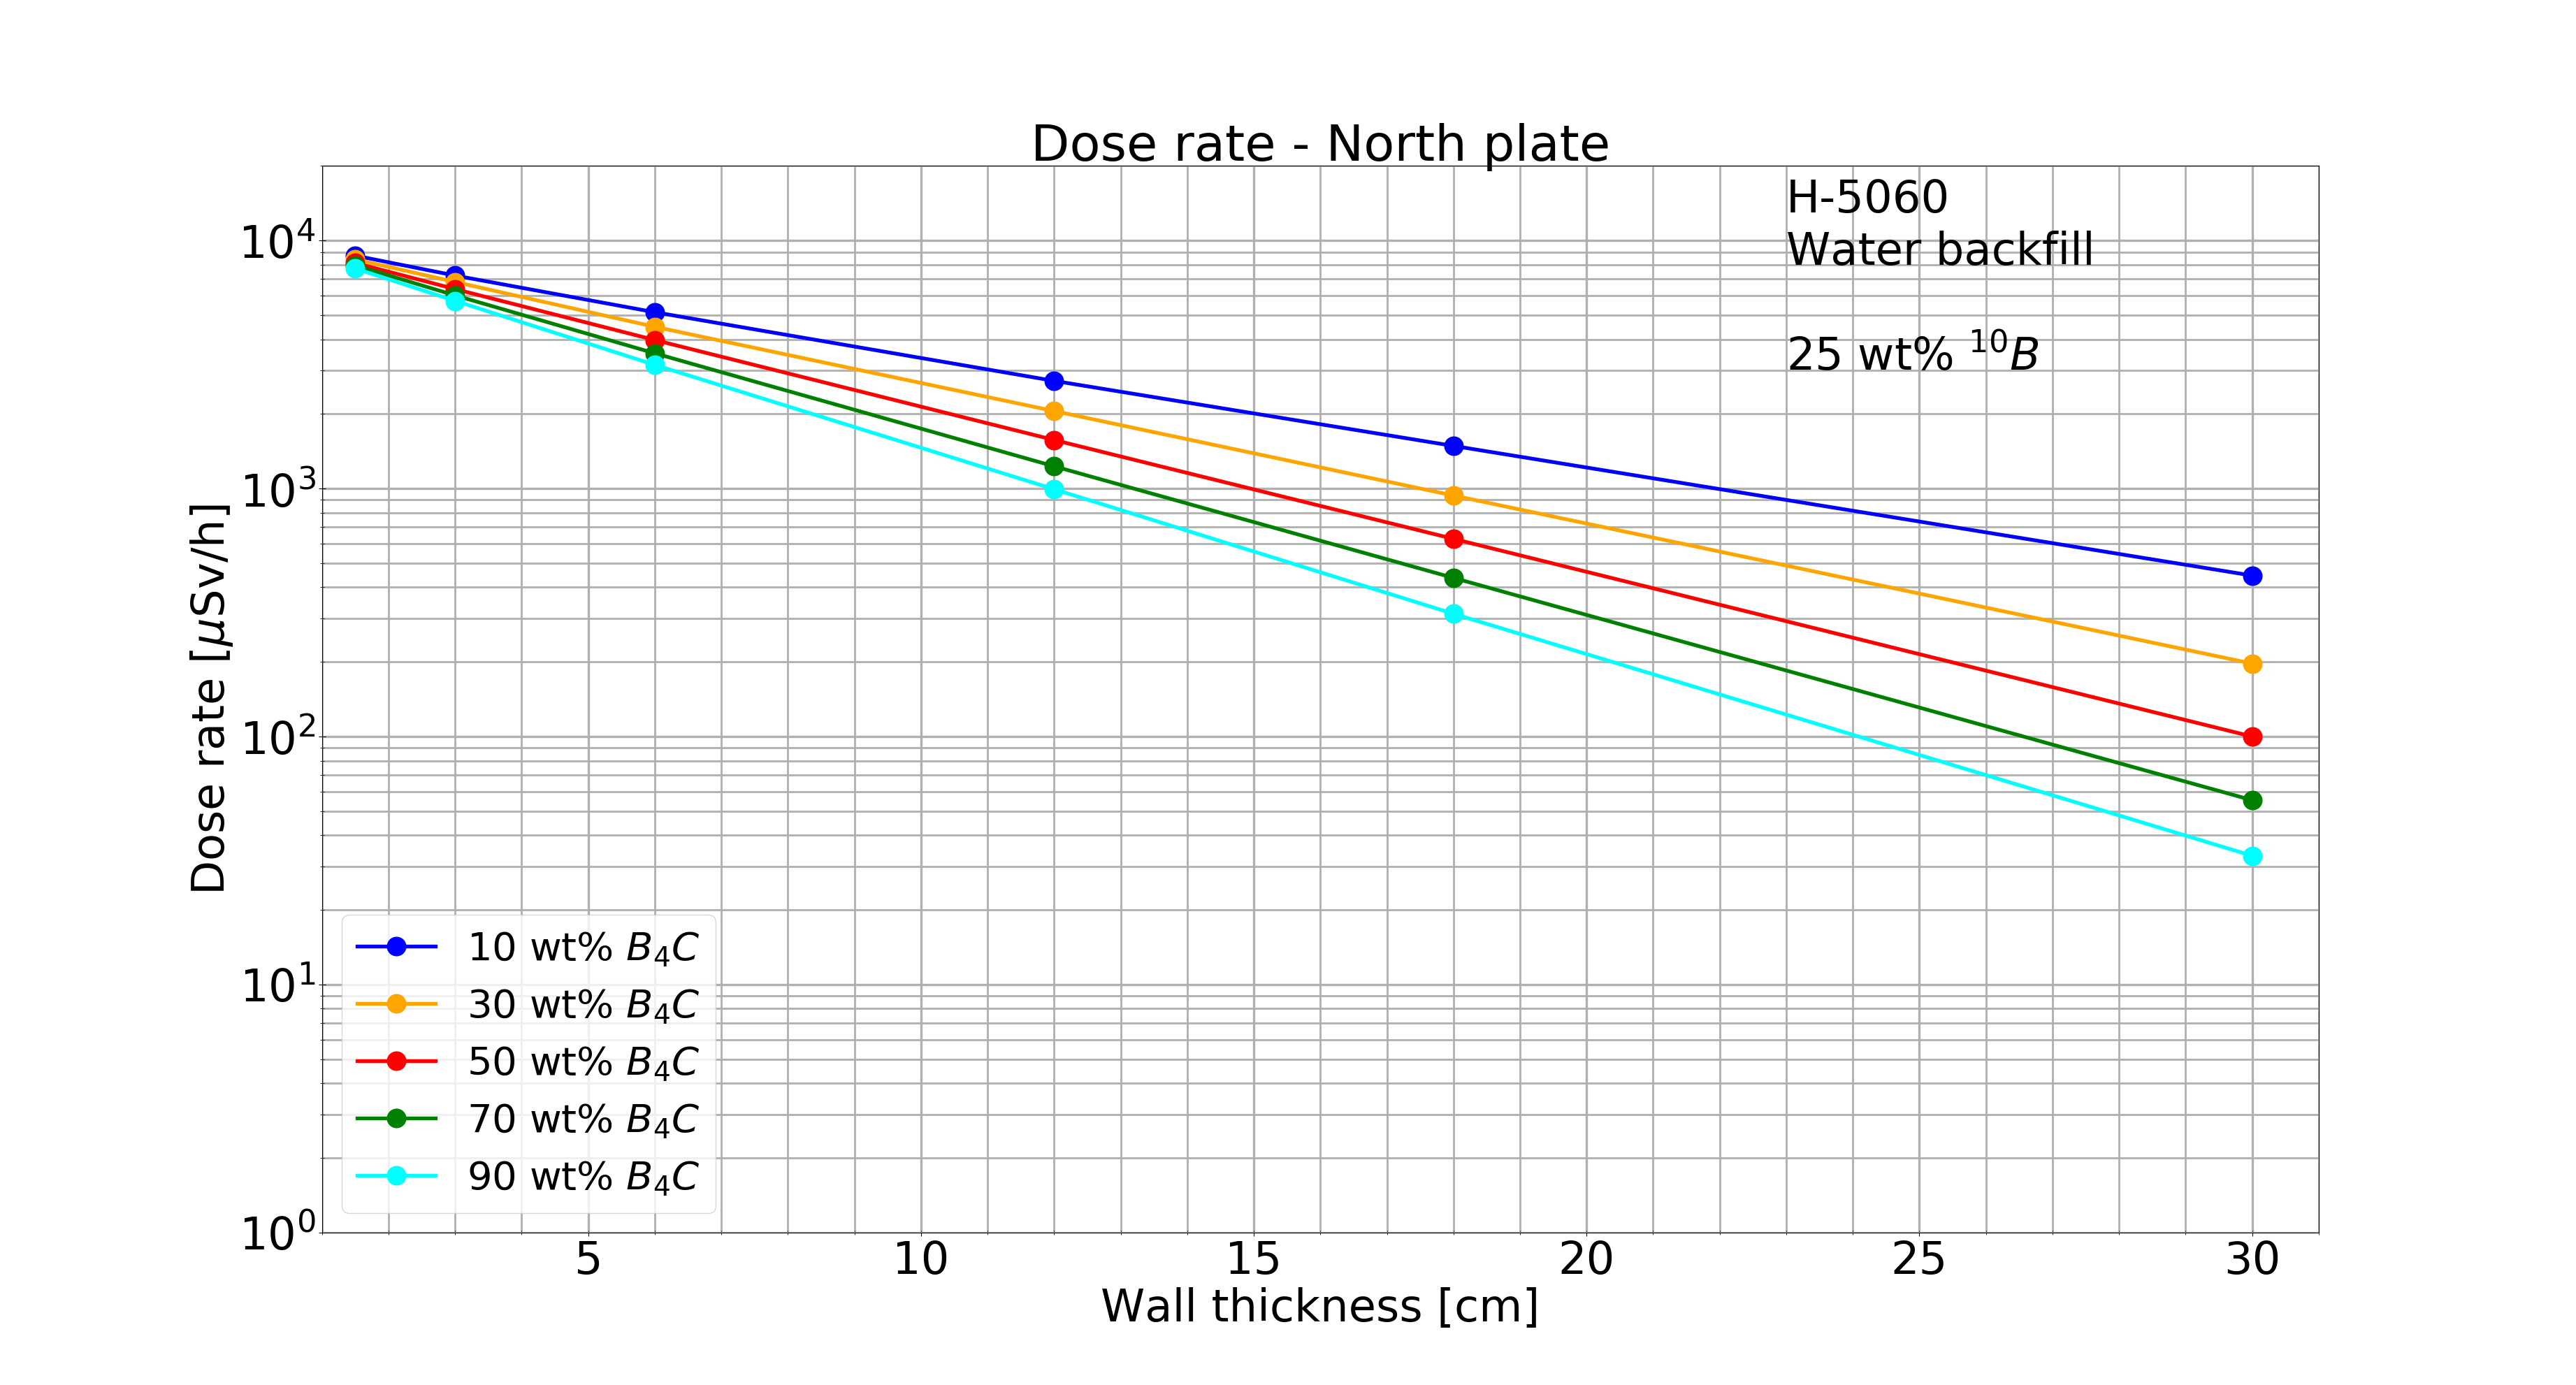 Dose rate - North plate
H-5060
Water backfill
25 wt% ¹⁰B
Dose rate [μSv/h]
10⁴
10³
10²
10¹
10⁰
10 wt% B₄C
30 wt% B₄C
50 wt% B₄C
70 wt% B₄C
90 wt% B₄C
5 10 15 20 25 30
Wall thickness [cm]